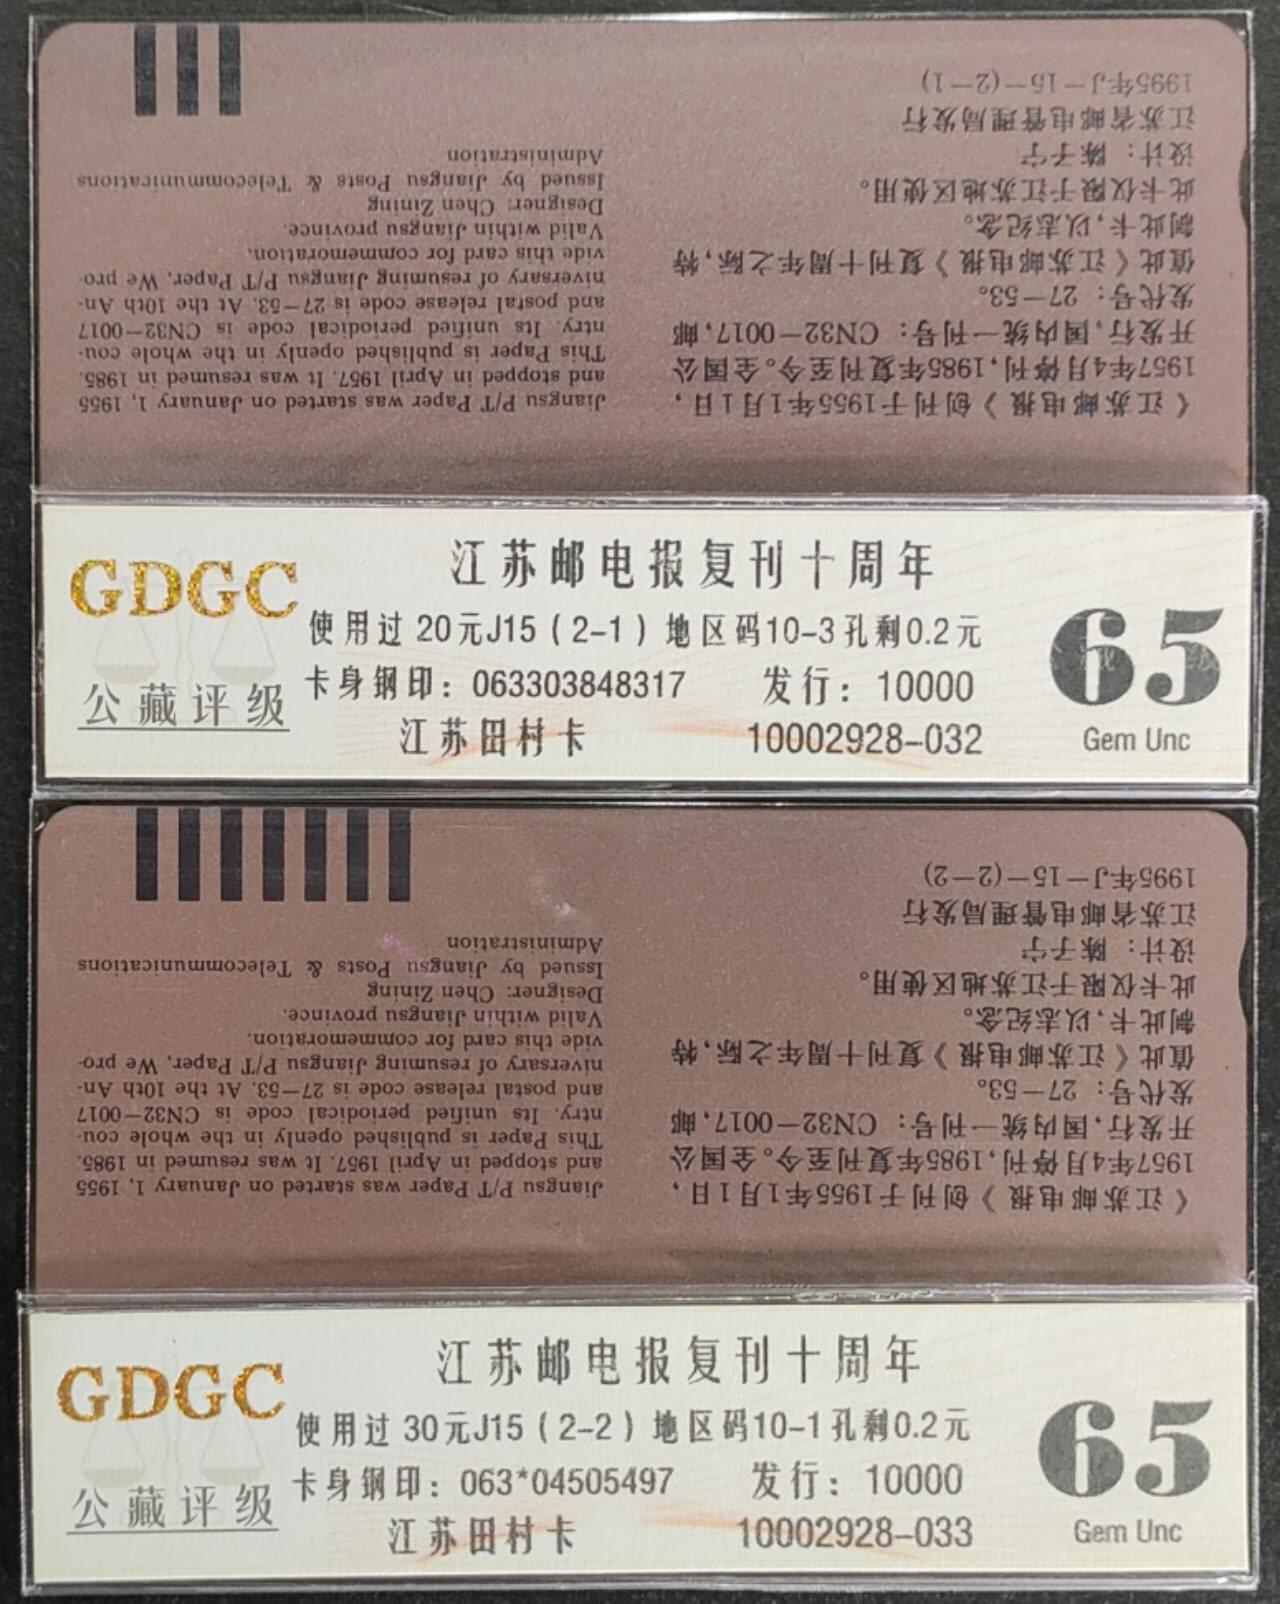 《江苏邮电报》创刊于1955年1月1日，
1957年4月停刊，1985年复刊至今。全国公
开发行，国内统一刊号：CN32—0017，邮
发代号：27—53。
值此《江苏邮电报》复刊十周年之际，特
制此卡，以志纪念。
此卡仅限于江苏地区使用。
设计：陈子宁
江苏省邮电管理局发行
1995年J—15—(2—1)
Jiangsu P/T Paper was started on January 1, 1955
and stopped in April 1957. It was resumed in 1985.
This Paper is published openly in the whole cou-
ntry. Its unified periodical code is CN32—0017
and postal release code is 27—53. At the 10th An-
niversary of resuming Jiangsu P/T Paper, We pro-
vide this card for commemoration.
Valid within Jiangsu province.
Designer: Chen Zining
Issued by Jiangsu Posts & Telecommunications
Administration
GDGC
公藏评级
江苏邮电报复刊十周年
使用过 20元J15（2-1）地区码10-3孔剩0.2元
卡身钢印：063303848317 发行：10000
江苏田村卡 10002928-032
65
Gem Unc
《江苏邮电报》创刊于1955年1月1日，
1957年4月停刊，1985年复刊至今。全国公
开发行，国内统一刊号：CN32—0017，邮
发代号：27—53。
值此《江苏邮电报》复刊十周年之际，特
制此卡，以志纪念。
此卡仅限于江苏地区使用。
设计：陈子宁
江苏省邮电管理局发行
1995年J—15—(2—2)
Jiangsu P/T Paper was started on January 1, 1955
and stopped in April 1957. It was resumed in 1985.
This Paper is published openly in the whole cou-
ntry. Its unified periodical code is CN32—0017
and postal release code is 27—53. At the 10th An-
niversary of resuming Jiangsu P/T Paper, We pro-
vide this card for commemoration.
Valid within Jiangsu province.
Designer: Chen Zining
Issued by Jiangsu Posts & Telecommunications
Administration
GDGC
公藏评级
江苏邮电报复刊十周年
使用过 30元J15（2-2）地区码10-1孔剩0.2元
卡身钢印：063*04505497 发行：10000
江苏田村卡 10002928-033
65
Gem Unc